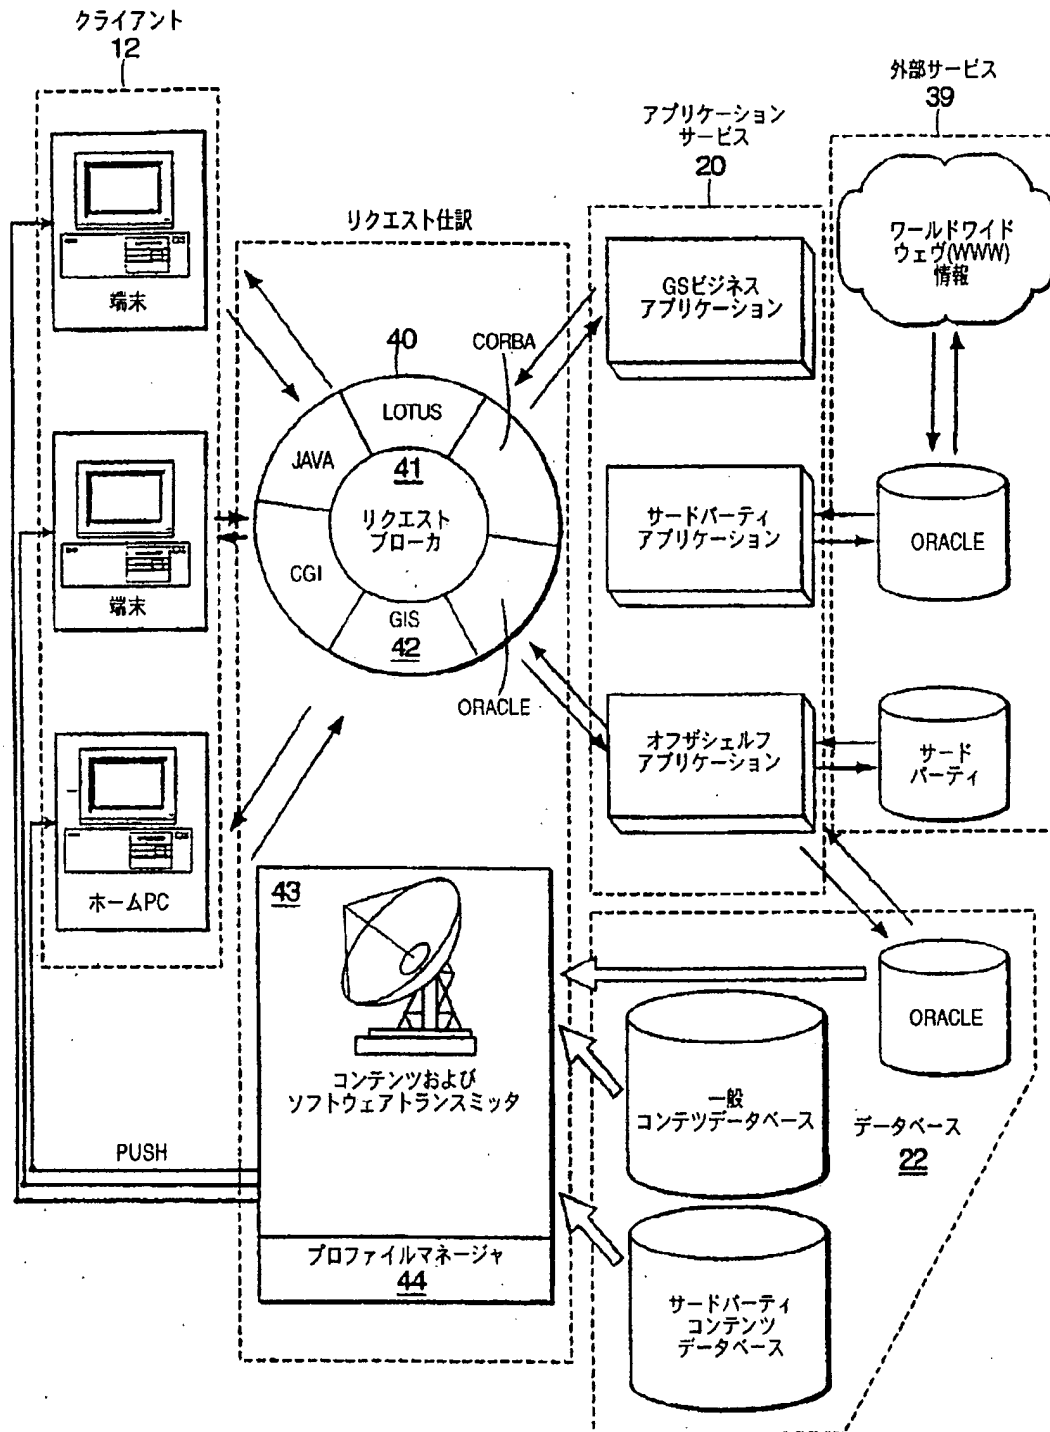 クライアント
12
端末
端末
ホームPC
PUSH
リクエスト仕訳
40
CORBA
LOTUS
JAVA
41
リクエスト
ブローカ
CGI
GIS
42
ORACLE
43
コンテンツおよび
ソフトウェアトランスミッタ
プロファイルマネージャ
44
アプリケーション
サービス
20
GSビジネス
アプリケーション
サードパーティ
アプリケーション
オフザシェルフ
アプリケーション
外部サービス
39
ワールドワイド
ウェヴ(WWW)
情報
ORACLE
サード
パーティ
ORACLE
一般
コンテツデータベース
データベース
22
サードパーティ
コンテンツ
データベース